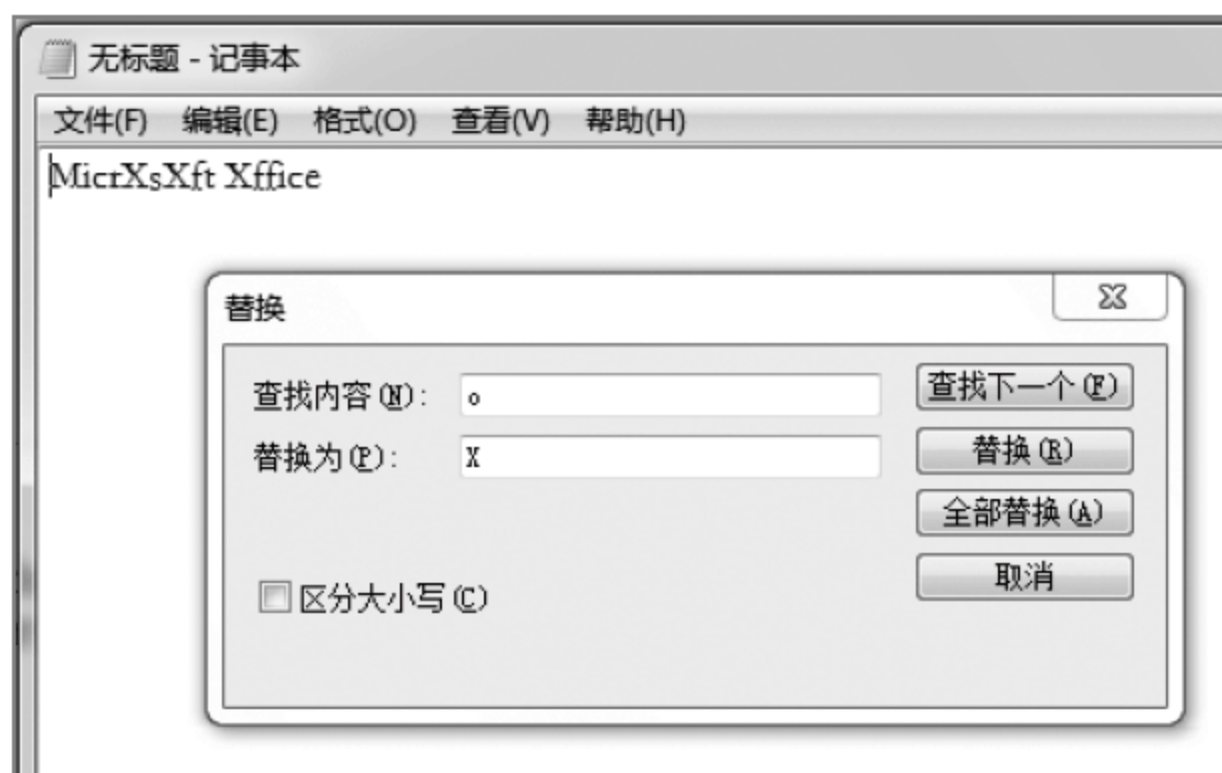 无标题 - 记事本
文件(F) 编辑(E) 格式(O) 查看(V) 帮助(H)
MicrXsXft Xffice
替换
查找内容(N): o 查找下一个(F)
替换为(P): X 替换(R)
全部替换(A)
区分大小写(C) 取消